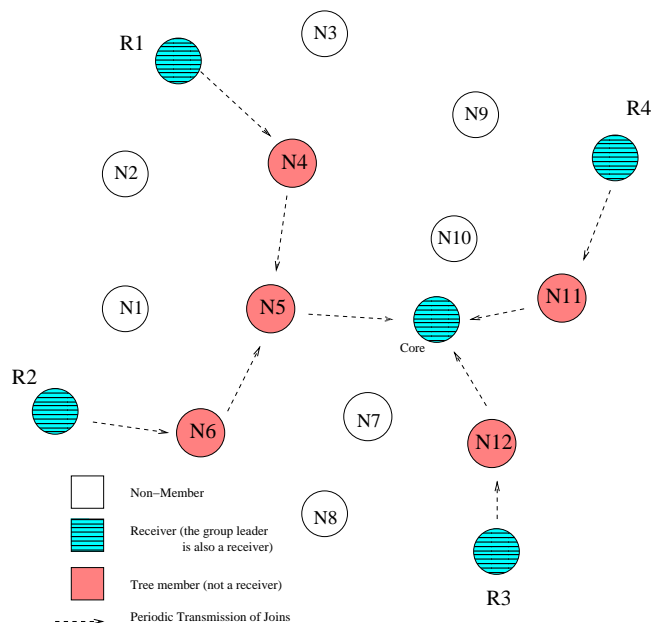 N3
R1
N9
R4
N4
N2
N10
N11
N1
N5
Core
R2
N7
N6
N12
Non-Member
N8
Receiver (the group leader
is also a receiver)
Tree member (not a receiver)
R3
Periodic Transmission of Joins